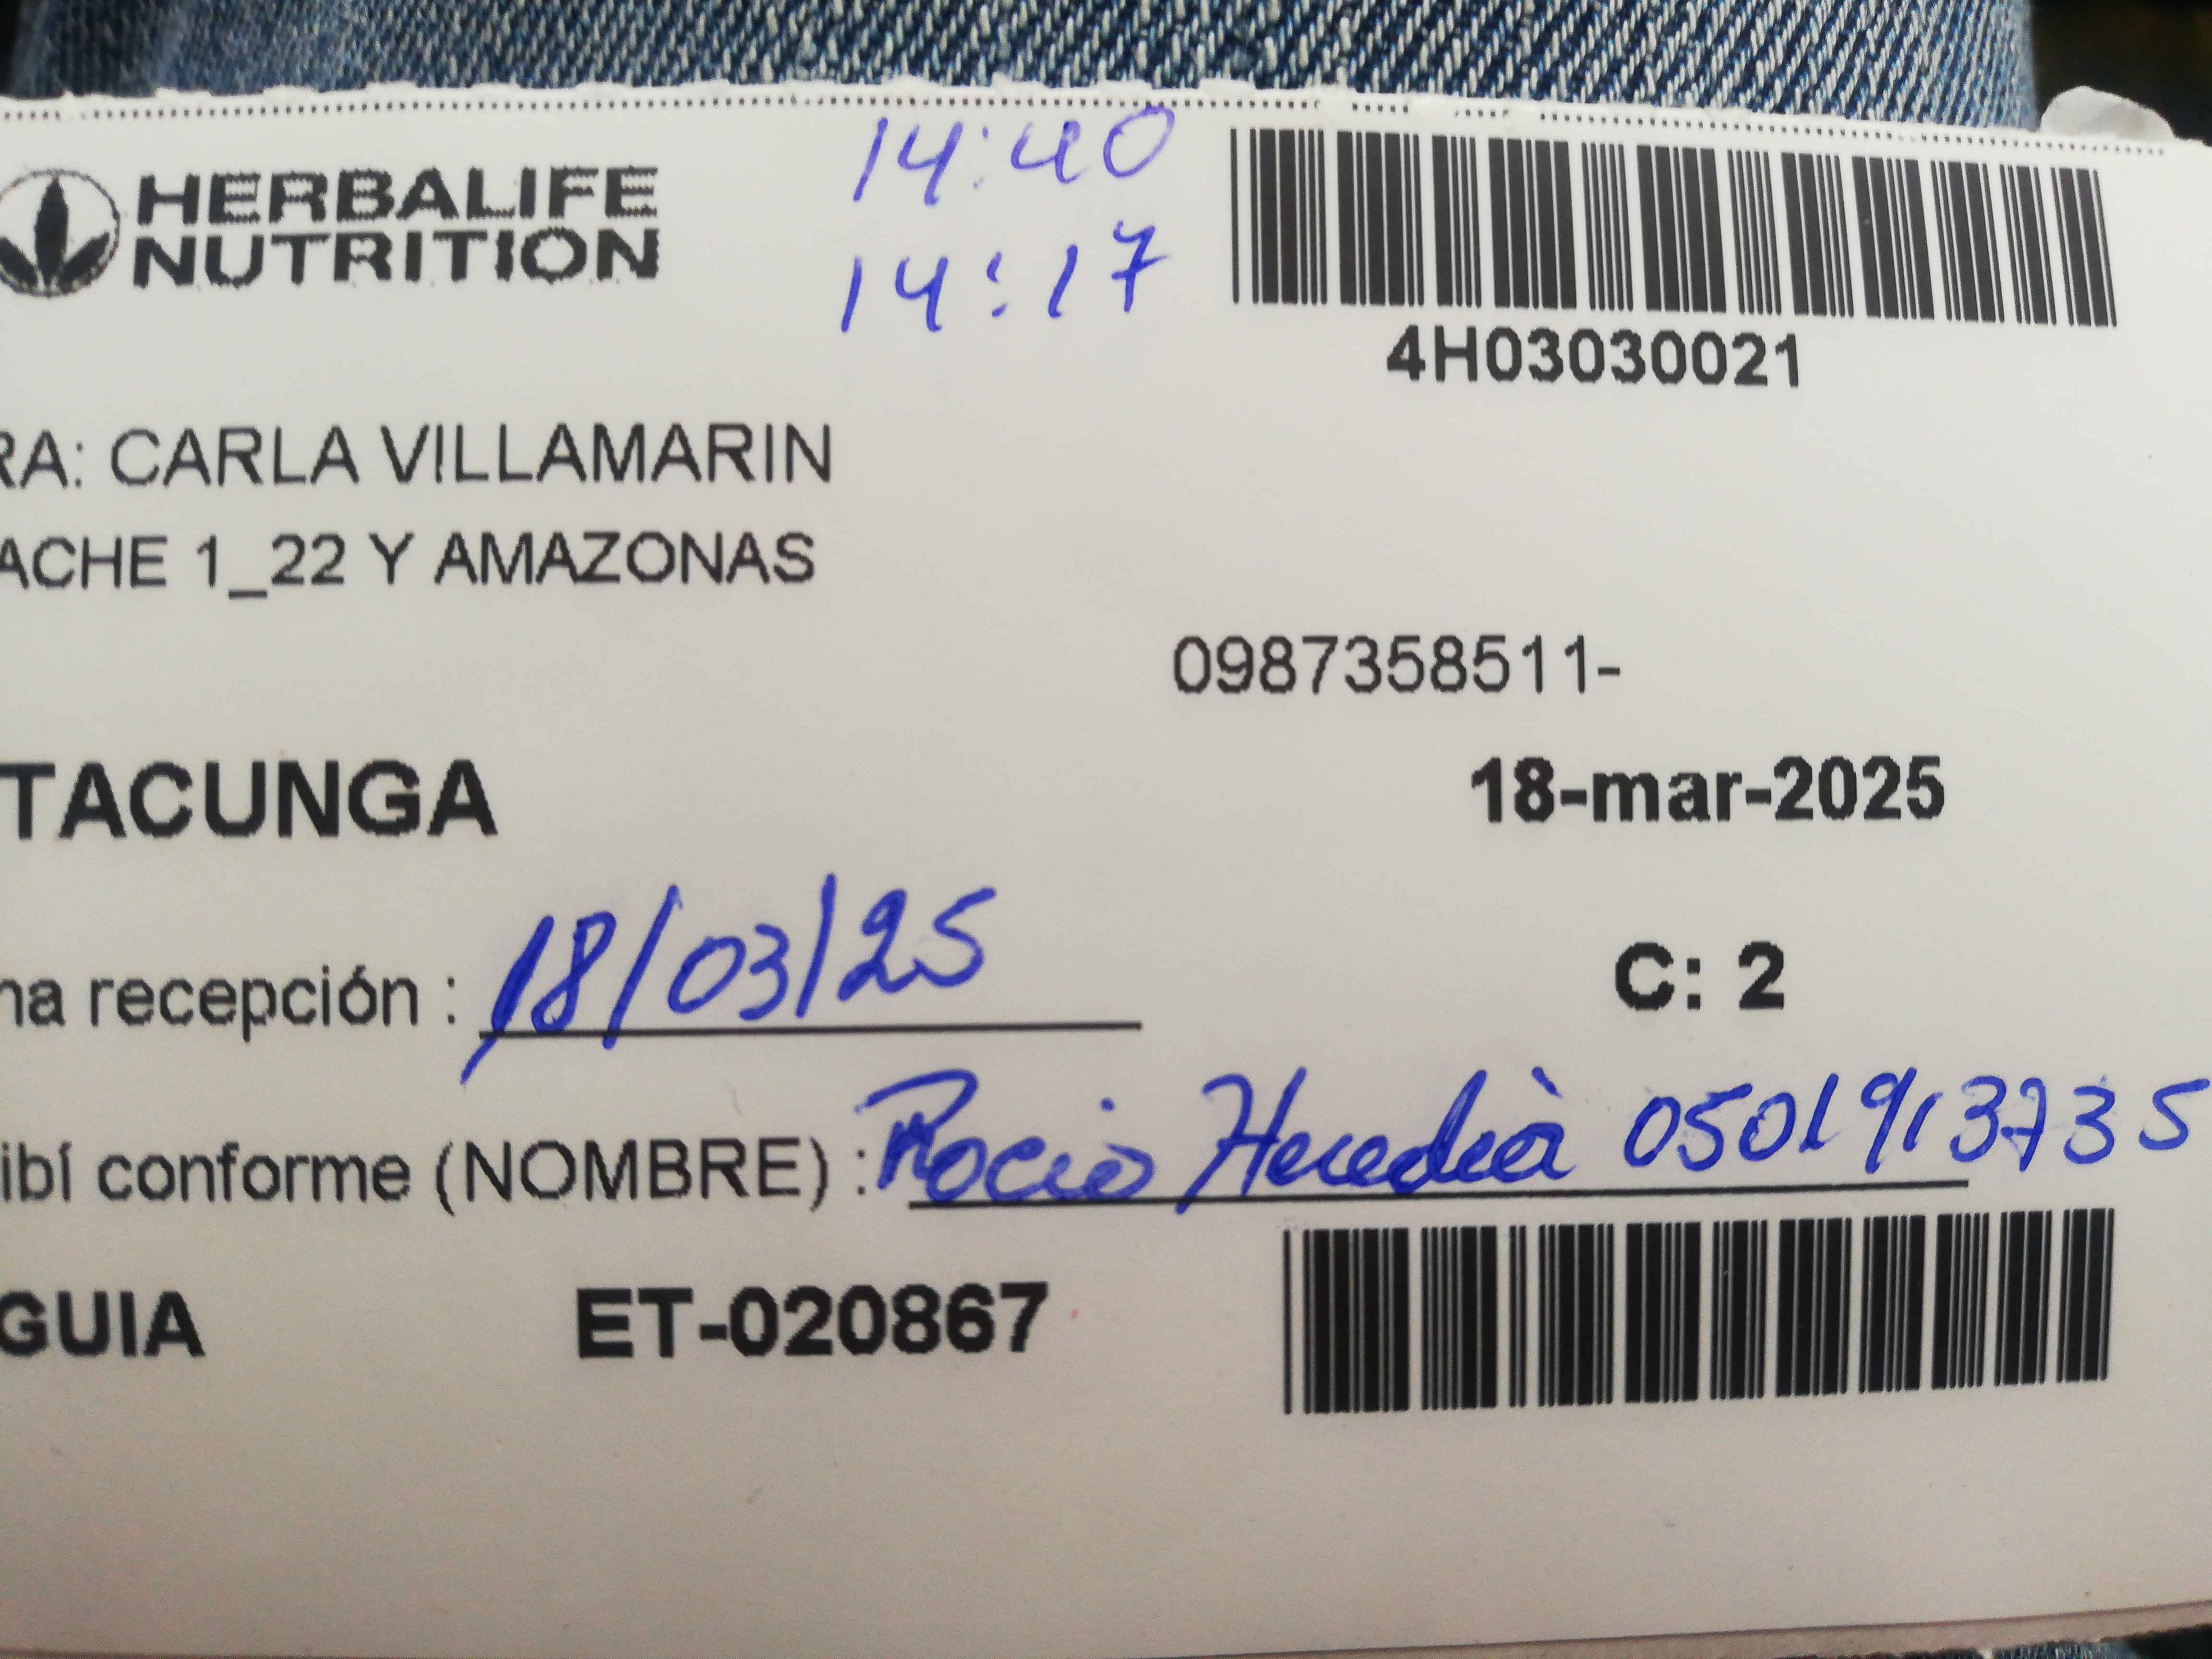 14:40
HERBALIFE
NUTRITION
14:17
4H03030021
RA: CARLA VILLAMARIN
ACHE 1_22 Y AMAZONAS
0987358511-
TACUNGA
18-mar-2025
ha recepción : 18/03/25
C: 2
ibí conforme (NOMBRE) : Rocio Heredia 0501913735
GUIA ET-020867